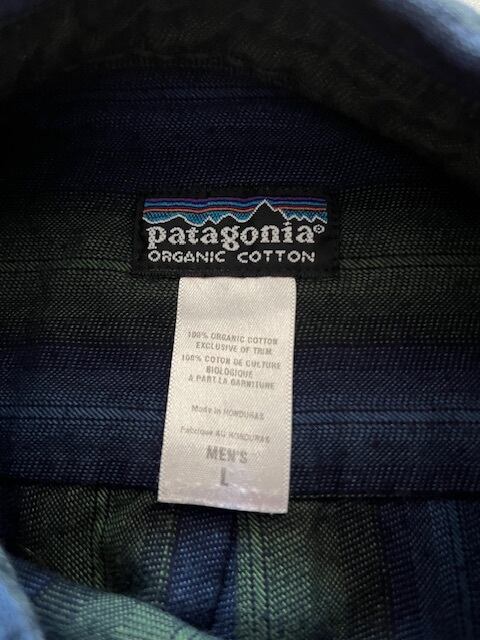 patagonia®
ORGANIC COTTON
100% ORGANIC COTTON
EXCLUSIVE OF TRIM
100% COTON DE CULTURE
BIOLOGIQUE
A PART LA GARNITURE
Made in HONDURAS
Fabriqué AU HONDURAS
MEN'S
L